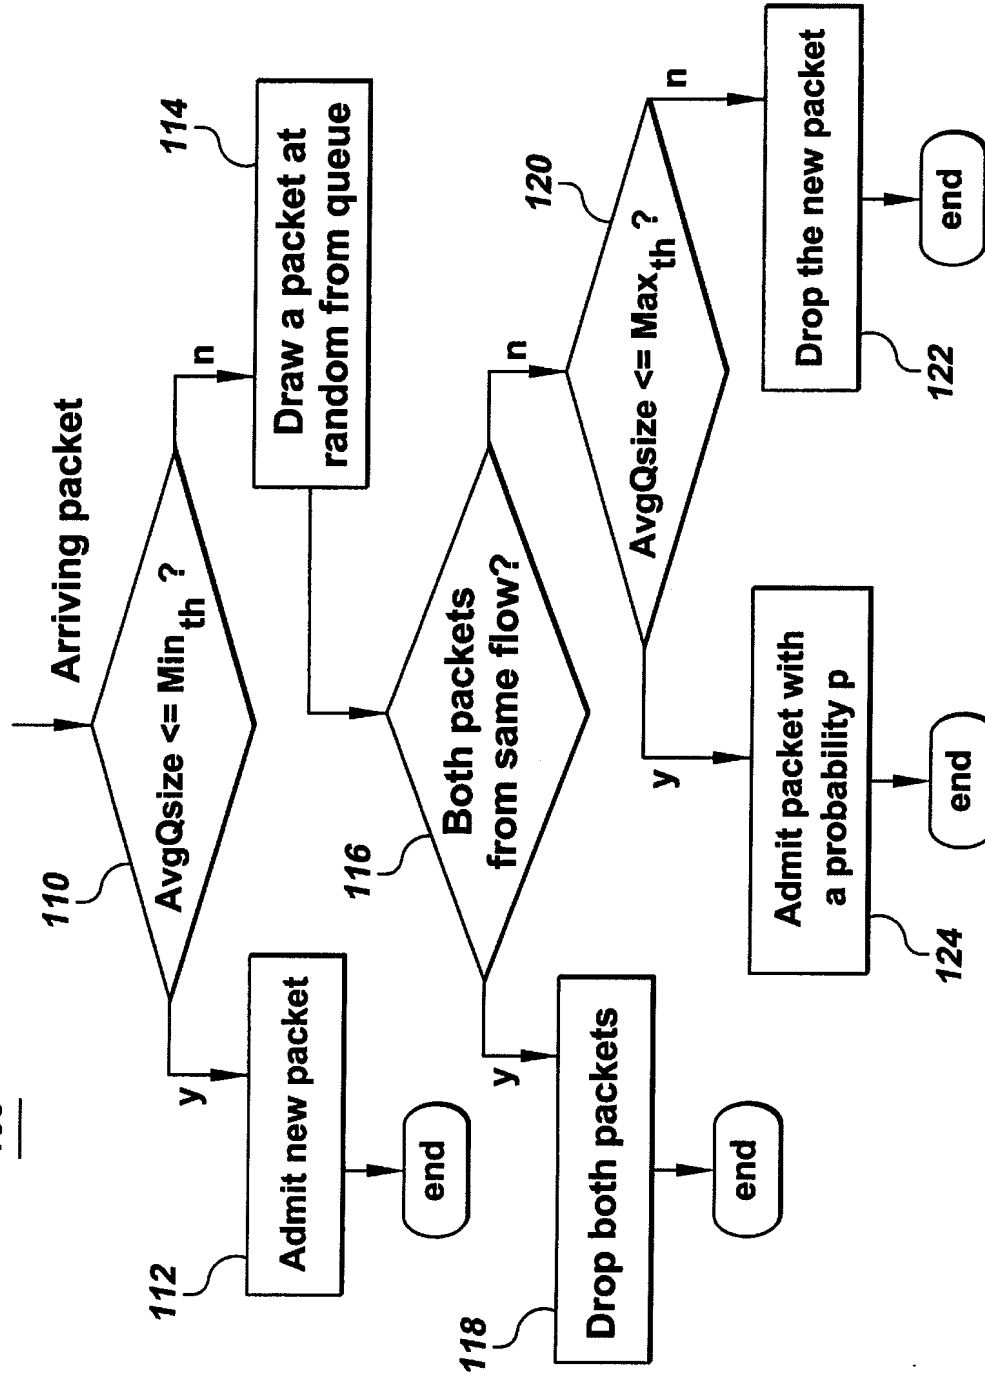 Arriving packet
110
AvgQsize <= Minth ?
y
n
112
Admit new packet
end
114
Draw a packet at
random from queue
116
Both packets
from same flow?
y
n
118
Drop both packets
end
120
AvgQsize <= Maxth ?
y
n
124
Admit packet with
a probability p
end
122
Drop the new packet
end